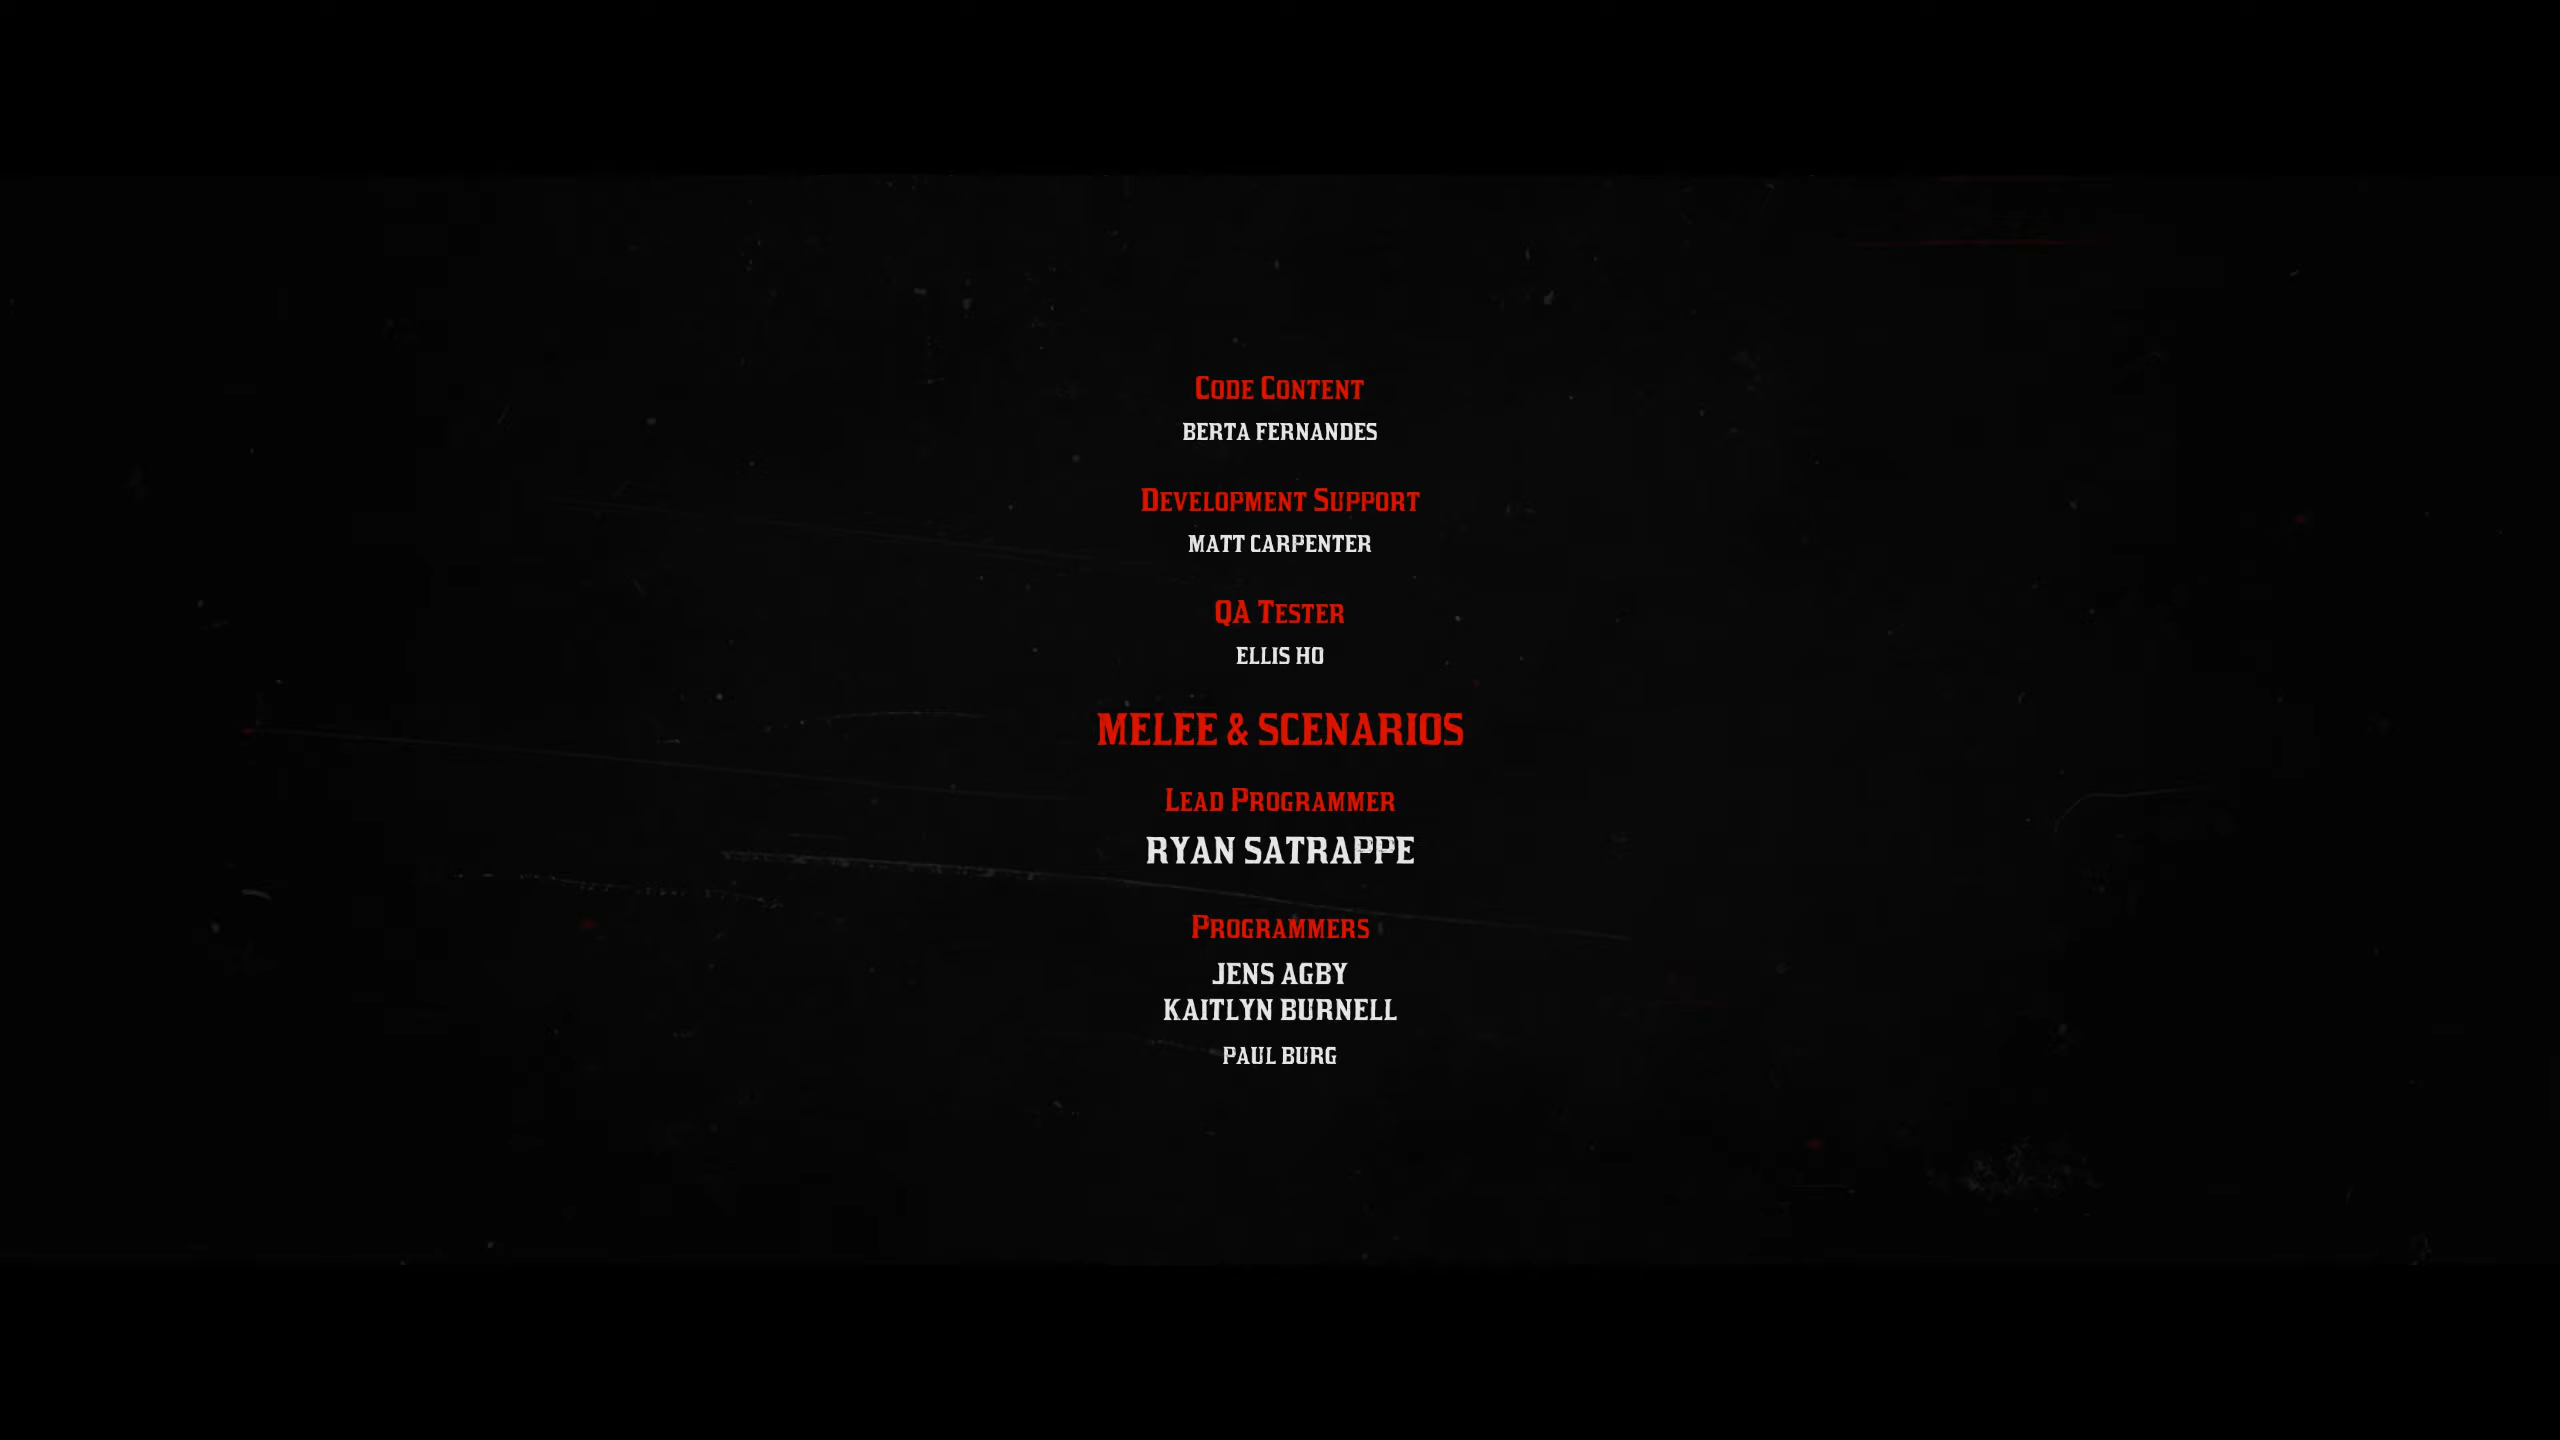 Code Content
BERTA FERNANDES
Development Support
MATT CARPENTER
QA Tester
ELLIS HO
MELEE & SCENARIOS
Lead Programmer
RYAN SATRAPPE
Programmers
JENS AGBY
KAITLYN BURNELL
PAUL BURG